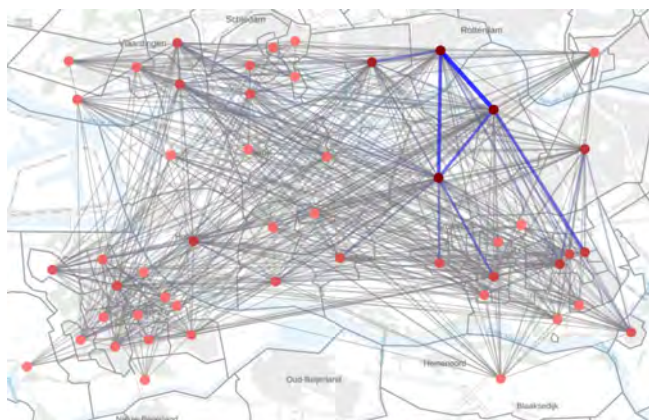 Schiedam
Rotterdam
Vlaardingen
Heinenoord
Oud-Beijerland
Blaaksedijk